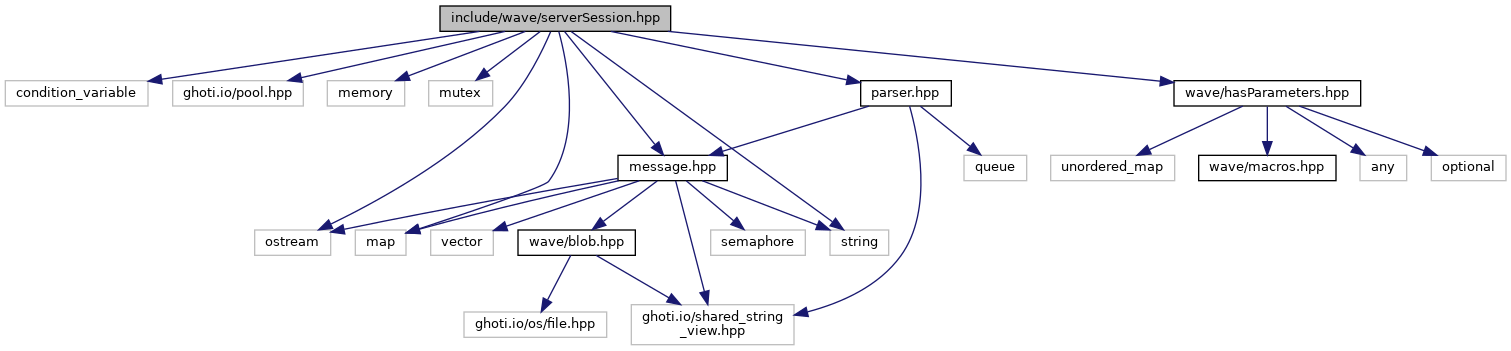 include/wave/serverSession.hpp
condition_variable
ghoti.io/pool.hpp
memory
mutex
parser.hpp
wave/hasParameters.hpp
message.hpp
queue
unordered_map
wave/macros.hpp
any
optional
ostream
map
vector
wave/blob.hpp
semaphore
string
ghoti.io/os/file.hpp
ghoti.io/shared_string
_view.hpp